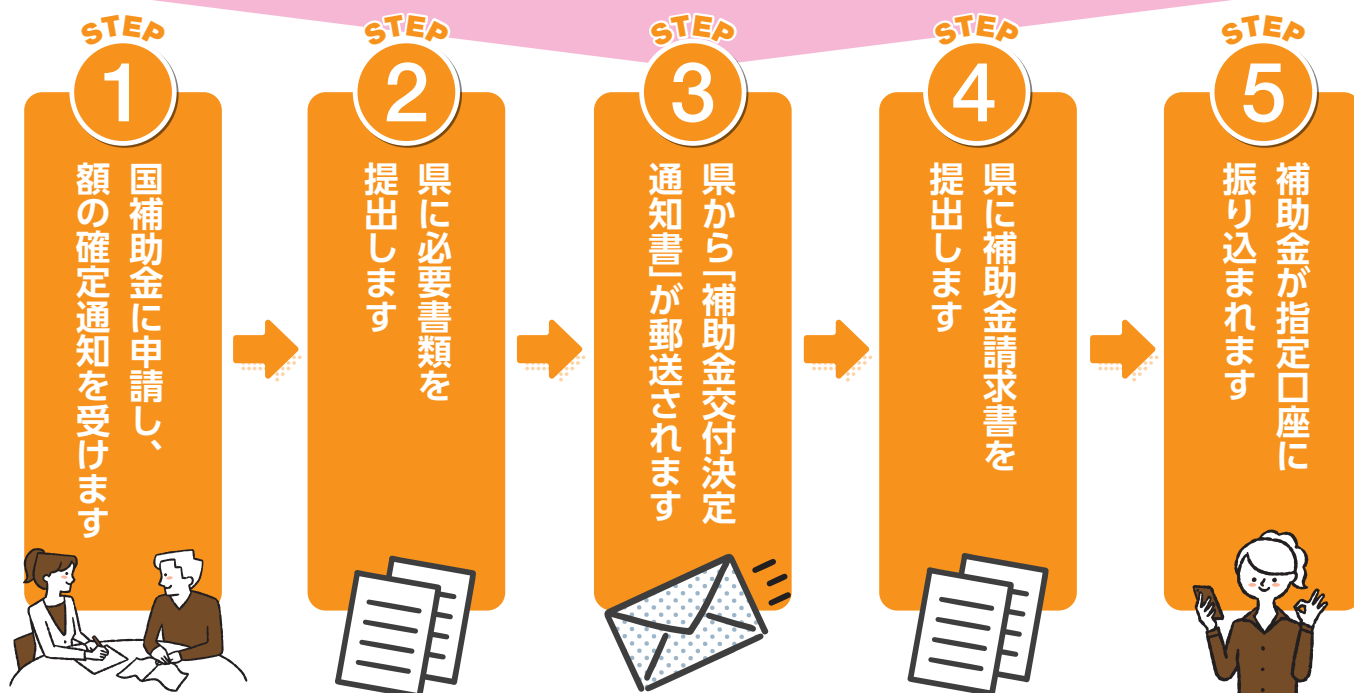 STEP
1
国補助金に申請し、
額の確定通知を受けます
STEP
2
県に必要書類を
提出します
STEP
3
県から「補助金交付決定
通知書」が郵送されます
STEP
4
県に補助金請求書を
提出します
STEP
5
補助金が指定口座に
振り込まれます